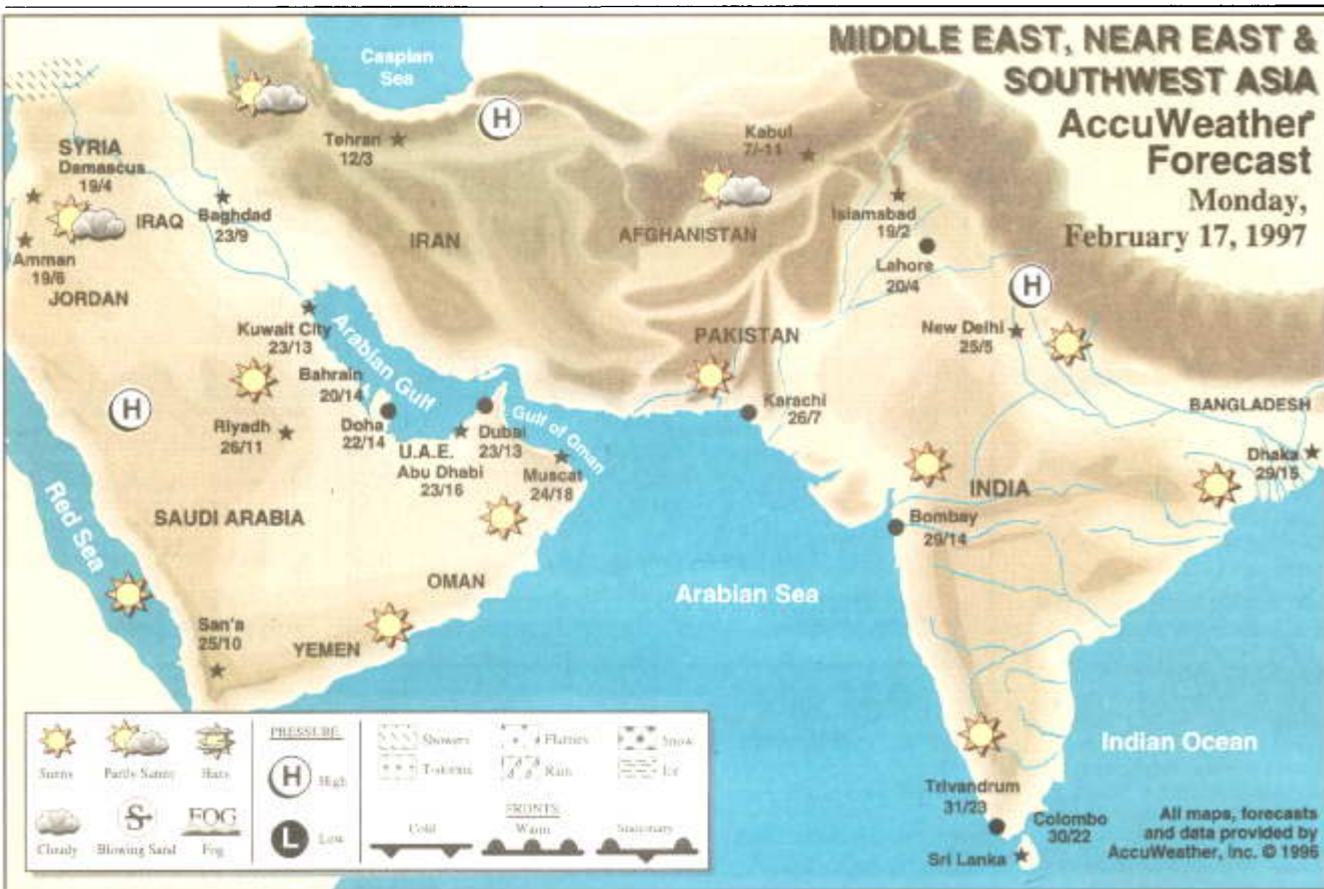 MIDDLE EAST, NEAR EAST &
SOUTHWEST ASIA
AccuWeather
Forecast
Monday,
February 17, 1997
Caspian
Sea
H
Tehran
12/3
Kabul
7/-11
SYRIA
Damascus
19/4
Baghdad
23/9
IRAQ
IRAN
AFGHANISTAN
Islamabad
19/2
Amman
19/6
Lahore
20/4
JORDAN
H
Kuwait City
23/13
Arabian Gulf
PAKISTAN
New Delhi
25/5
Bahrain
20/14
H
Riyadh
26/11
Doha
22/14
U.A.E.
Abu Dhabi
23/16
Dubai
23/13
Gulf of Oman
Muscat
24/18
Karachi
26/7
BANGLADESH
Dhaka
29/15
Red Sea
SAUDI ARABIA
INDIA
Bombay
29/14
OMAN
Arabian Sea
San'a
25/10
YEMEN
Indian Ocean
Trivandrum
31/23
Colombo
30/22
Sri Lanka
All maps, forecasts
and data provided by
AccuWeather, Inc. © 1996
Sunny
Partly Sunny
Haze
Cloudy
S
Blowing Sand
FOG
Fog
PRESSURE
H
High
L
Low
Showers
T-storms
Flurries
Rain
Snow
Ice
FRONTS
Cold
Warm
Stationary